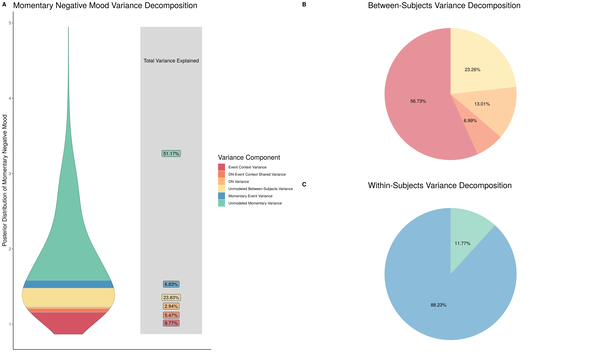 A Momentary Negative Mood Variance Decomposition
Posterior Distribution of Momentary Negative Mood
5
4
3
2
1
Total Variance Explained
51.17%
6.83%
23.83%
2.94%
5.47%
9.77%
Variance Component
Event Context Variance
DN-Event Context Shared Variance
DN Variance
Unmodeled Between-Subjects Variance
Momentary Event Variance
Unmodeled Momentary Variance
B Between-Subjects Variance Decomposition
23.26%
13.01%
6.99%
56.73%
C Within-Subjects Variance Decomposition
11.77%
88.23%